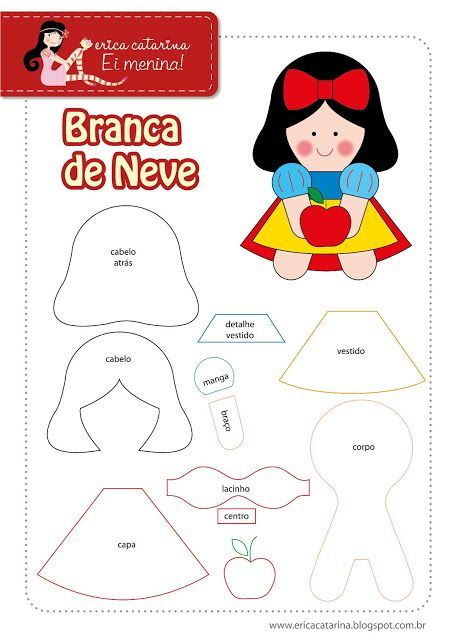 erica catarina
Ei menina!
Branca
de Neve
cabelo
atrás
detalhe
vestido
vestido
cabelo
manga
braço
corpo
lacinho
centro
capa
www.ericacatarina.blogspot.com.br